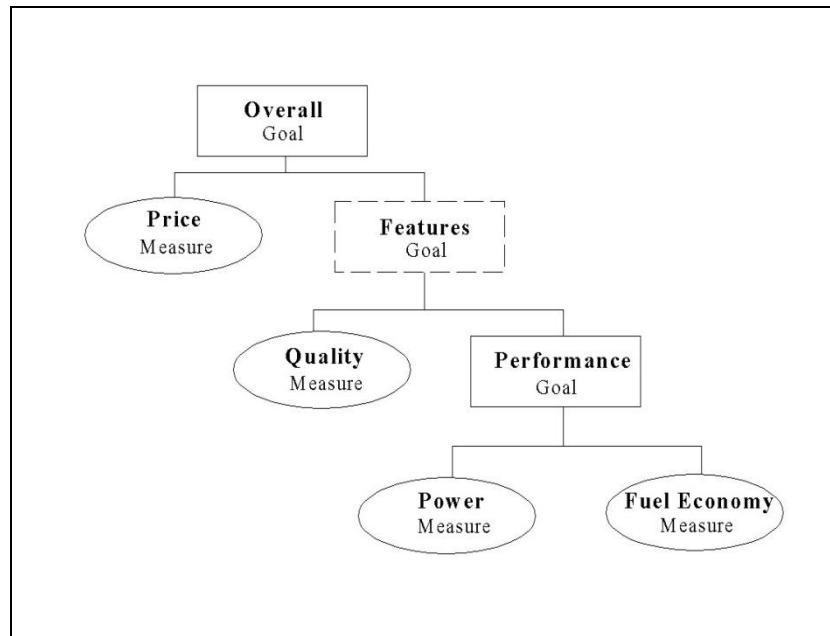 Overall
Goal
Price
Measure
Features
Goal
Quality
Measure
Performance
Goal
Power
Measure
Fuel Economy
Measure